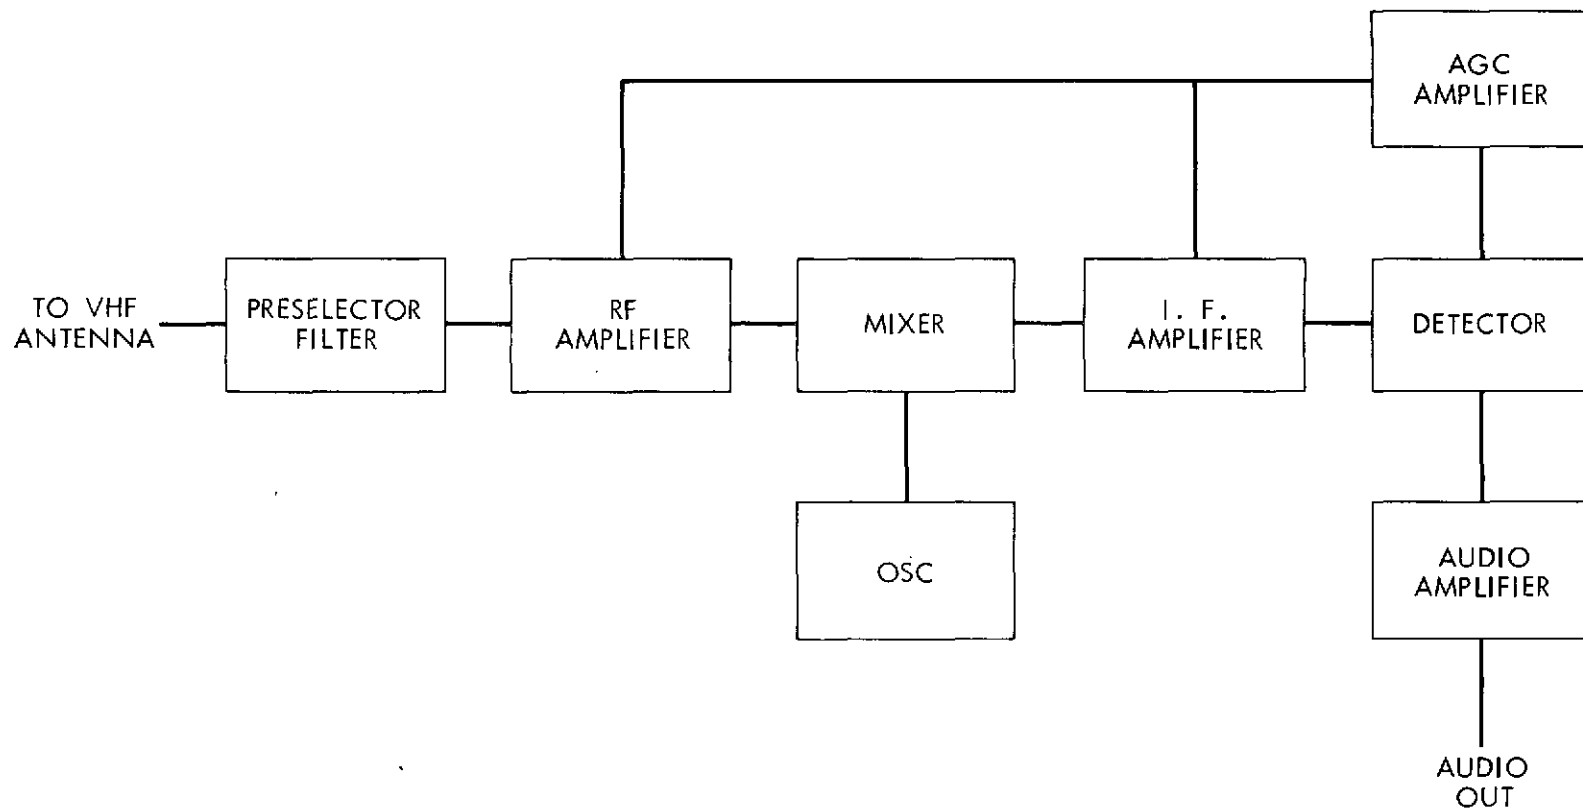 AGC
AMPLIFIER
TO VHF
ANTENNA
PRESELECTOR
FILTER
RF
AMPLIFIER
MIXER
I. F.
AMPLIFIER
DETECTOR
OSC
AUDIO
AMPLIFIER
AUDIO
OUT